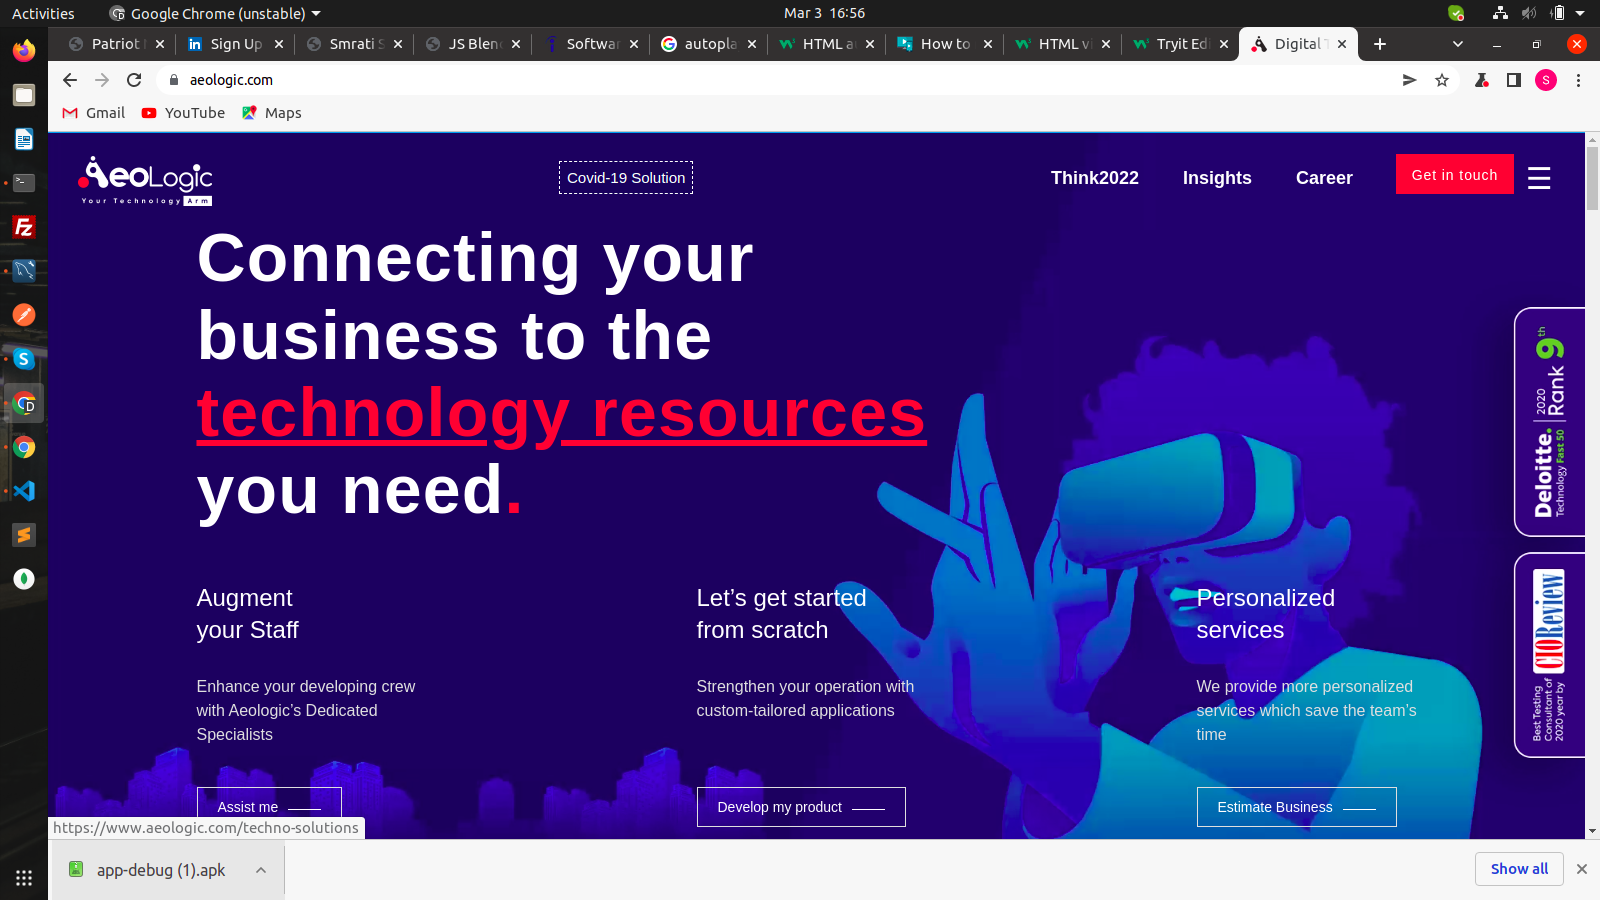 Activities
Google Chrome (unstable)
Mar 3 16:56
Patriot
Sign Up
Smrati S
JS Blen
Softwar
autopla
HTML a
How to
HTML v
Tryit Ed
Digital
aeologic.com
S
Gmail
YouTube
Maps
AeoLogic
Your Technology Arm
Covid-19 Solution
Think2022
Insights
Career
Get in touch
Connecting your
business to the
technology resources
you need.
Deloitte.
Technology Fast 50
2020
Rank 9th
CIOReview
Best Testing
Consultant of
2020 year by
Augment
your Staff
Enhance your developing crew
with Aeologic’s Dedicated
Specialists
Assist me
Let’s get started
from scratch
Strengthen your operation with
custom-tailored applications
Develop my product
Personalized
services
We provide more personalized
services which save the team’s
time
Estimate Business
https://www.aeologic.com/techno-solutions
app-debug (1).apk
Show all